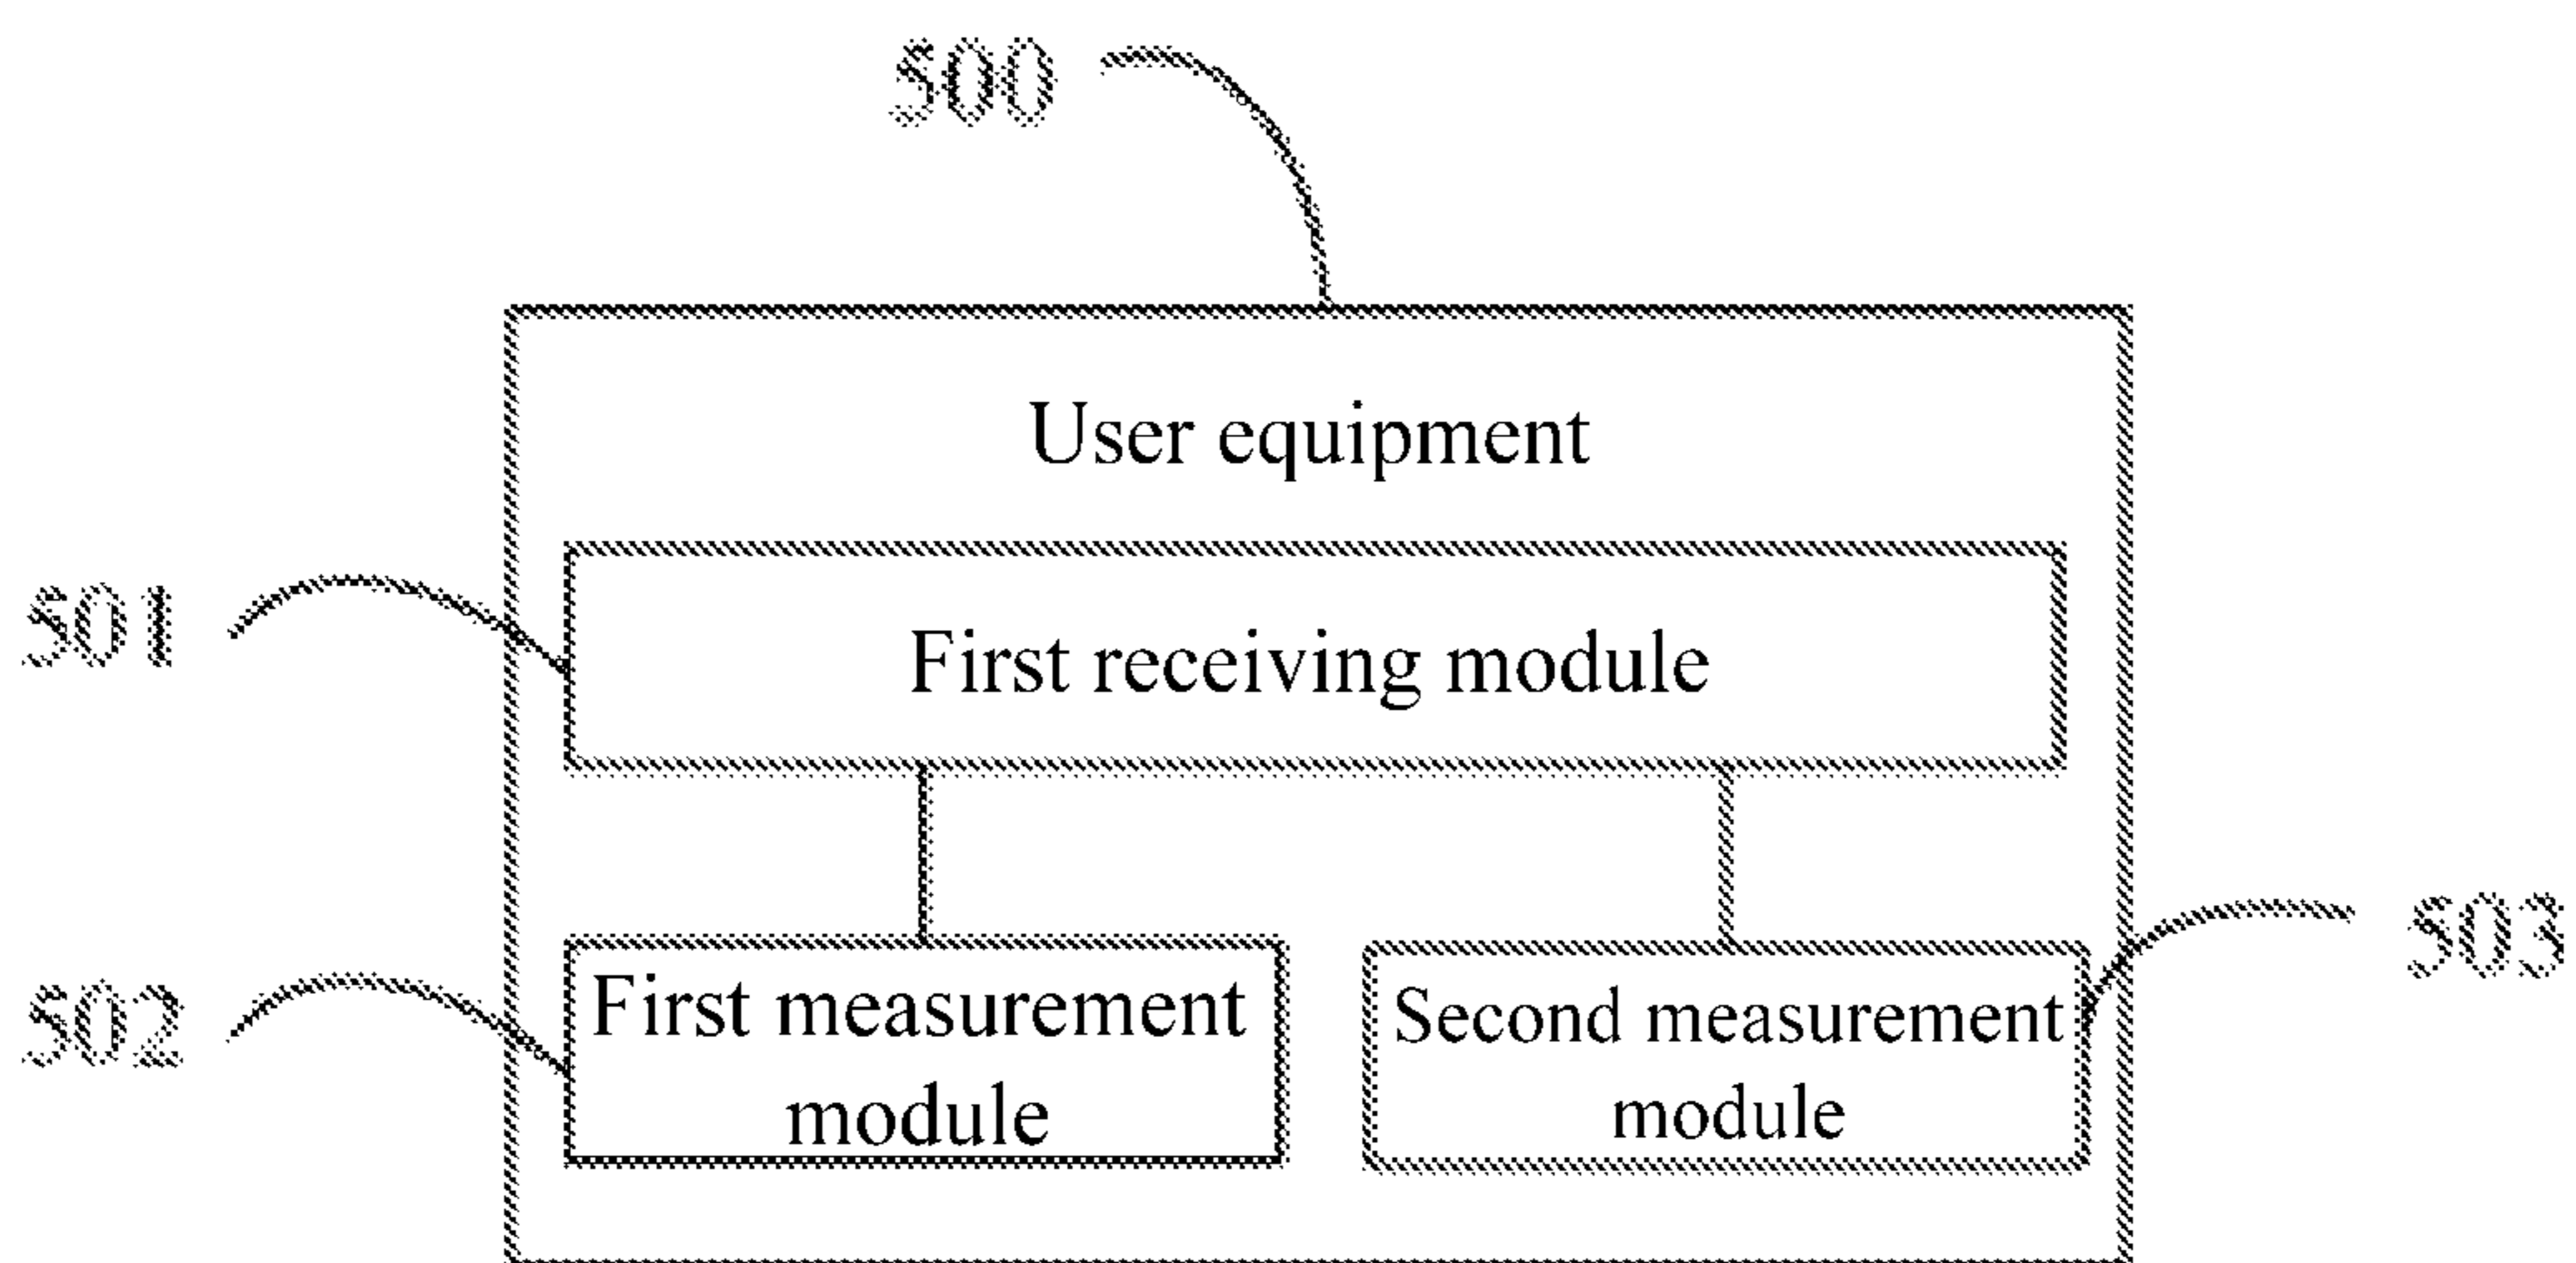 500
User equipment
501
First receiving module
502
First measurement
module
Second measurement
module
503